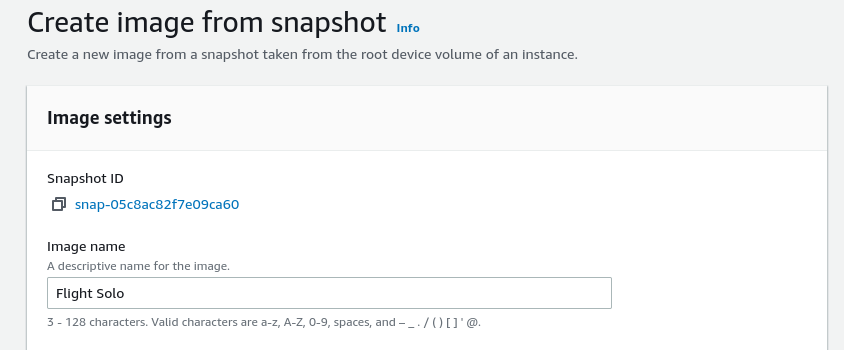 Create image from snapshot Info
Create a new image from a snapshot taken from the root device volume of an instance.
Image settings
Snapshot ID
snap-05c8ac82f7e09ca60
Image name
A descriptive name for the image.
Flight Solo
3 - 128 characters. Valid characters are a-z, A-Z, 0-9, spaces, and – _ . / ( ) [ ] ' @.